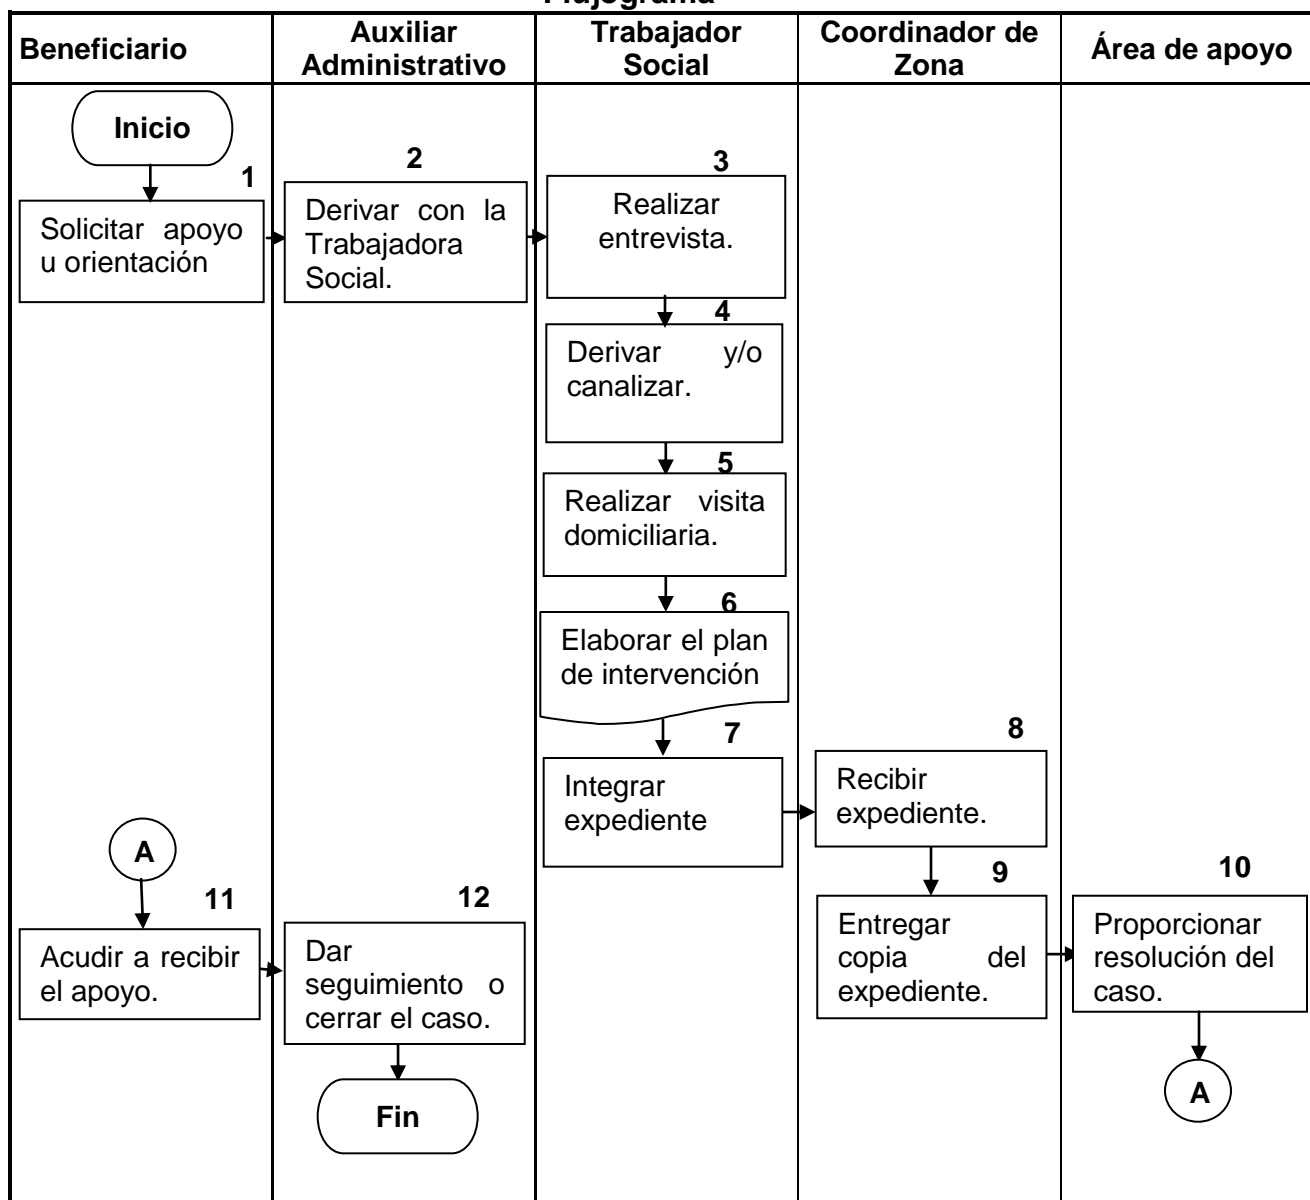 Flujograma
Beneficiario
Auxiliar
Administrativo
Trabajador
Social
Coordinador de
Zona
Área de apoyo
Inicio
1
Solicitar apoyo
u orientación
2
Derivar con la
Trabajadora
Social.
3
Realizar
entrevista.
4
Derivar y/o
canalizar.
5
Realizar visita
domiciliaria.
6
Elaborar el plan
de intervención
7
Integrar
expediente
8
Recibir
expediente.
9
Entregar
copia del
expediente.
10
Proporcionar
resolución del
caso.
A
A
11
Acudir a recibir
el apoyo.
12
Dar
seguimiento o
cerrar el caso.
Fin